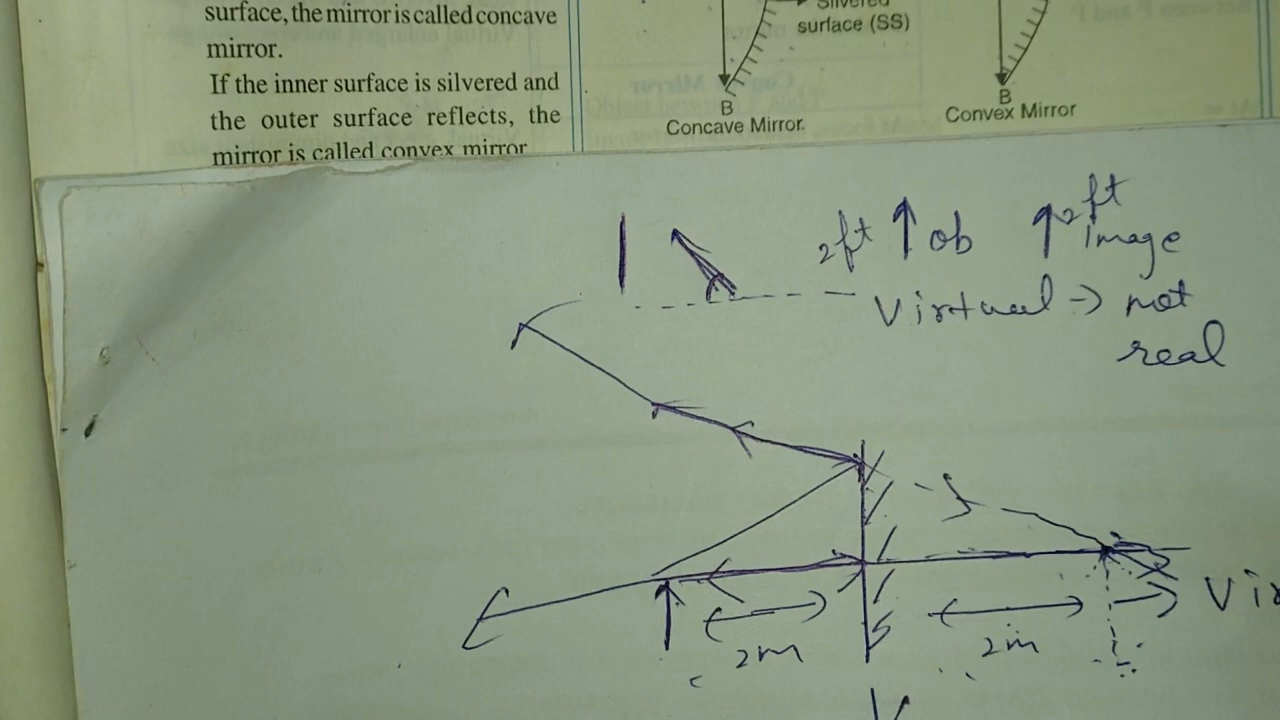 surface, the mirror is called concave
mirror.
If the inner surface is silvered and
the outer surface reflects, the
mirror is called convex mirror
Silvered
surface (SS)
B
Concave Mirror.
B
Convex Mirror
2ft ob 2ft
image
Virtual -> not
real
2m
2m
Vir